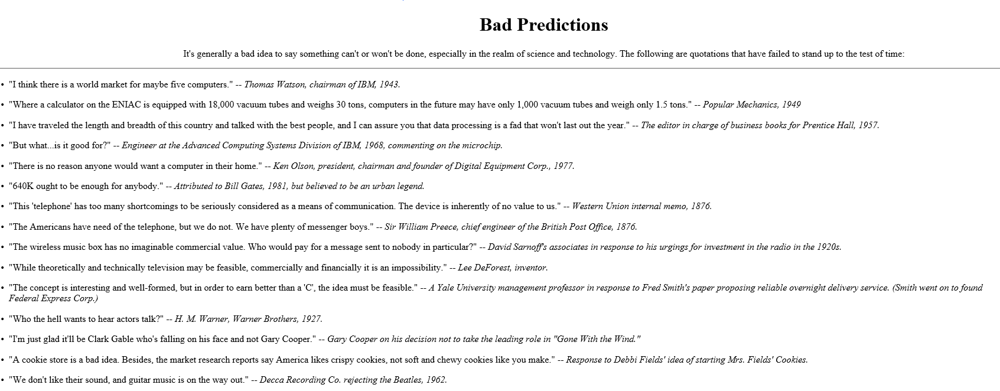 Bad Predictions
It's generally a bad idea to say something can't or won't be done, especially in the realm of science and technology. The following are quotations that have failed to stand up to the test of time:
• "I think there is a world market for maybe five computers." -- Thomas Watson, chairman of IBM, 1943.
• "Where a calculator on the ENIAC is equipped with 18,000 vacuum tubes and weighs 30 tons, computers in the future may have only 1,000 vacuum tubes and weigh only 1.5 tons." -- Popular Mechanics, 1949
• "I have traveled the length and breadth of this country and talked with the best people, and I can assure you that data processing is a fad that won't last out the year." -- The editor in charge of business books for Prentice Hall, 1957.
• "But what...is it good for?" -- Engineer at the Advanced Computing Systems Division of IBM, 1968, commenting on the microchip.
• "There is no reason anyone would want a computer in their home." -- Ken Olson, president, chairman and founder of Digital Equipment Corp., 1977.
• "640K ought to be enough for anybody." -- Attributed to Bill Gates, 1981, but believed to be an urban legend.
• "This 'telephone' has too many shortcomings to be seriously considered as a means of communication. The device is inherently of no value to us." -- Western Union internal memo, 1876.
• "The Americans have need of the telephone, but we do not. We have plenty of messenger boys." -- Sir William Preece, chief engineer of the British Post Office, 1876.
• "The wireless music box has no imaginable commercial value. Who would pay for a message sent to nobody in particular?" -- David Sarnoff's associates in response to his urgings for investment in the radio in the 1920s.
• "While theoretically and technically television may be feasible, commercially and financially it is an impossibility." -- Lee DeForest, inventor.
• "The concept is interesting and well-formed, but in order to earn better than a 'C', the idea must be feasible." -- A Yale University management professor in response to Fred Smith's paper proposing reliable overnight delivery service. (Smith went on to found
Federal Express Corp.)
• "Who the hell wants to hear actors talk?" -- H. M. Warner, Warner Brothers, 1927.
• "I'm just glad it'll be Clark Gable who's falling on his face and not Gary Cooper." -- Gary Cooper on his decision not to take the leading role in "Gone With the Wind."
• "A cookie store is a bad idea. Besides, the market research reports say America likes crispy cookies, not soft and chewy cookies like you make." -- Response to Debbi Fields' idea of starting Mrs. Fields' Cookies.
• "We don't like their sound, and guitar music is on the way out." -- Decca Recording Co. rejecting the Beatles, 1962.